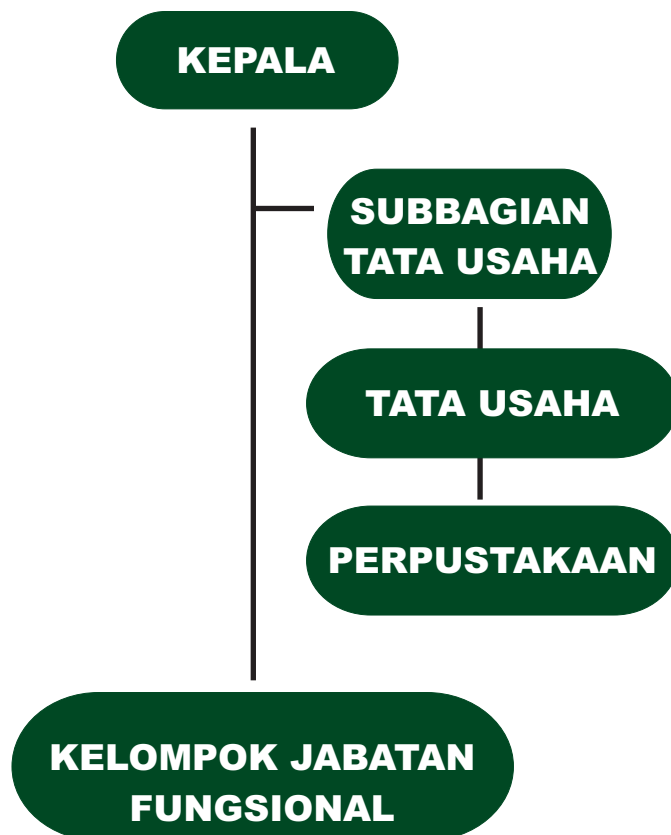 KEPALA
SUBBAGIAN
TATA USAHA
TATA USAHA
PERPUSTAKAAN
KELOMPOK JABATAN
FUNGSIONAL